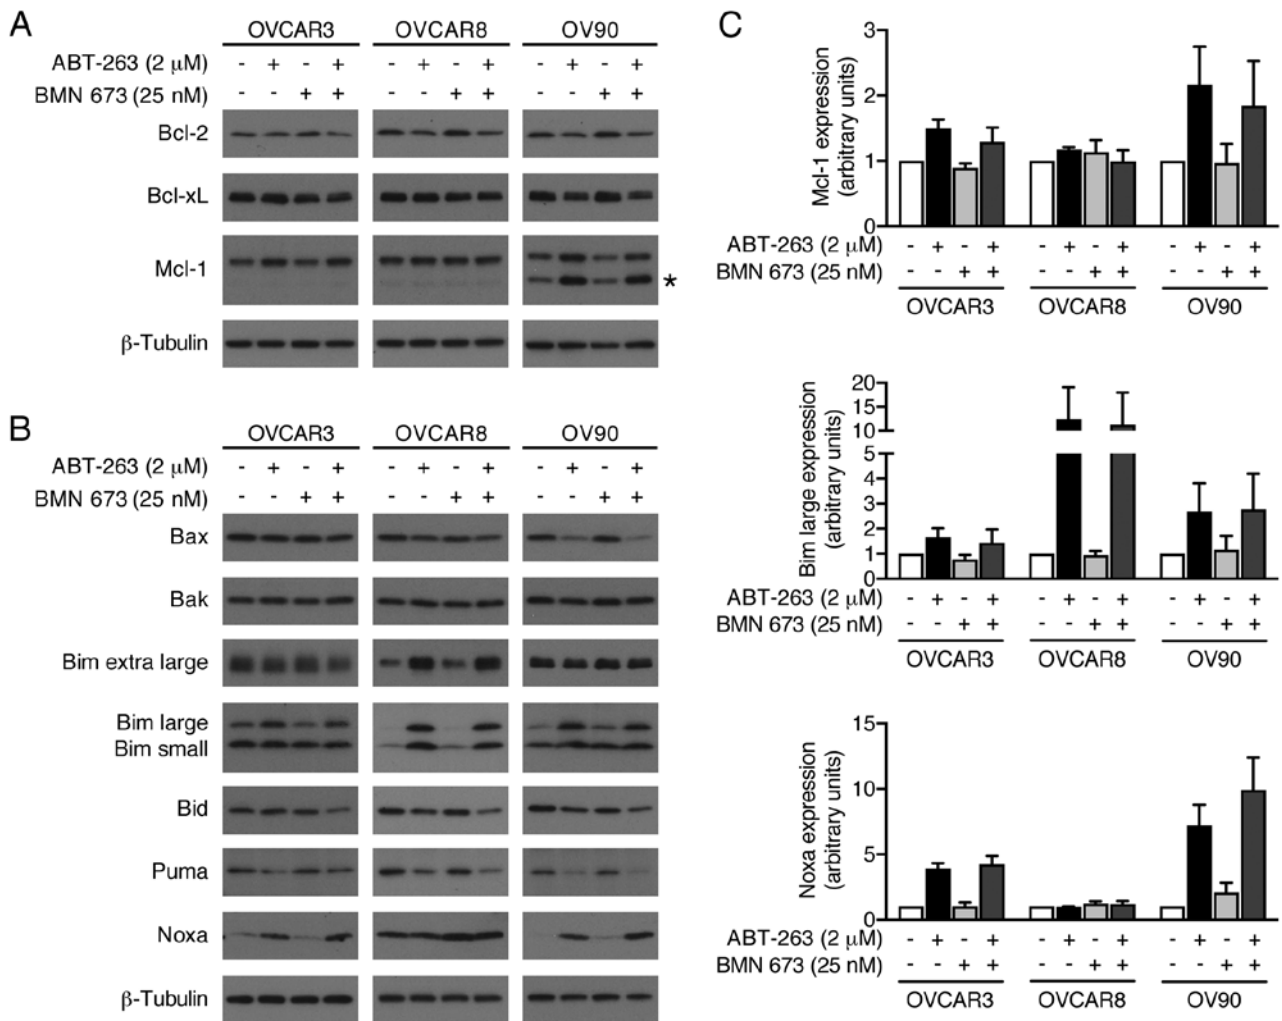 A
OVCAR3 OVCAR8 OV90
ABT-263 (2 μM) - + - + - + - + - + - +
BMN 673 (25 nM) - - + + - - + + - - + +
Bcl-2
Bcl-xL
Mcl-1
*
β-Tubulin
B
OVCAR3 OVCAR8 OV90
ABT-263 (2 μM) - + - + - + - + - + - +
BMN 673 (25 nM) - - + + - - + + - - + +
Bax
Bak
Bim extra large
Bim large
Bim small
Bid
Puma
Noxa
β-Tubulin
C
Mcl-1 expression
(arbitrary units)
3
2
1
0
ABT-263 (2 μM) - + - + - + - + - + - +
BMN 673 (25 nM) - - + + - - + + - - + +
OVCAR3 OVCAR8 OV90
Bim large expression
(arbitrary units)
20
15
10
5
4
3
2
1
0
ABT-263 (2 μM) - + - + - + - + - + - +
BMN 673 (25 nM) - - + + - - + + - - + +
OVCAR3 OVCAR8 OV90
Noxa expression
(arbitrary units)
15
10
5
0
ABT-263 (2 μM) - + - + - + - + - + - +
BMN 673 (25 nM) - - + + - - + + - - + +
OVCAR3 OVCAR8 OV90